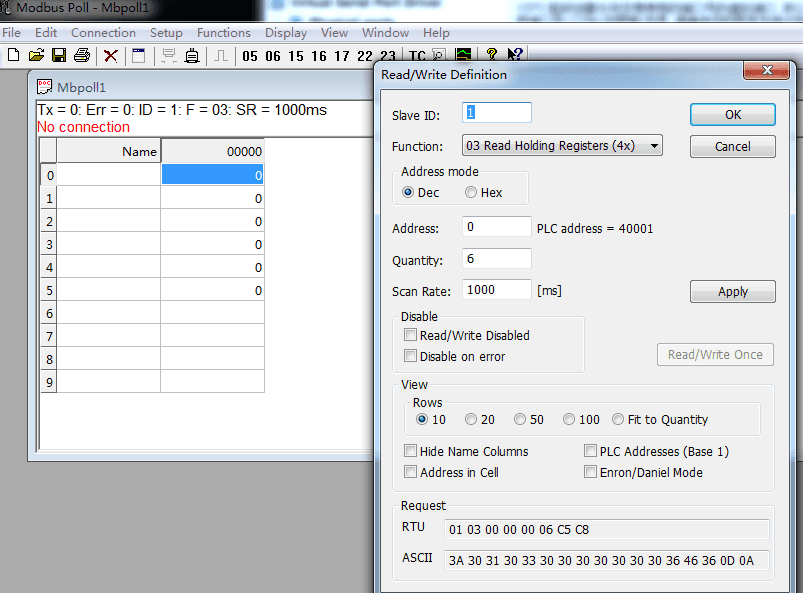 Modbus Poll - Mbpoll1
File Edit Connection Setup Functions Display View Window Help
05 06 15 16 17 22 23 TC
Mbpoll1
Tx = 0: Err = 0: ID = 1: F = 03: SR = 1000ms
No connection
Name 00000
0 0
1 0
2 0
3 0
4 0
5 0
6
7
8
9
Read/Write Definition
Slave ID: 1
OK
Function: 03 Read Holding Registers (4x)
Cancel
Address mode
Dec Hex
Address: 0 PLC address = 40001
Quantity: 6
Scan Rate: 1000 [ms]
Apply
Disable
Read/Write Disabled
Disable on error
Read/Write Once
View
Rows
10 20 50 100 Fit to Quantity
Hide Name Columns PLC Addresses (Base 1)
Address in Cell Enron/Daniel Mode
Request
RTU 01 03 00 00 00 06 C5 C8
ASCII 3A 30 31 30 33 30 30 30 30 30 30 30 36 46 36 0D 0A